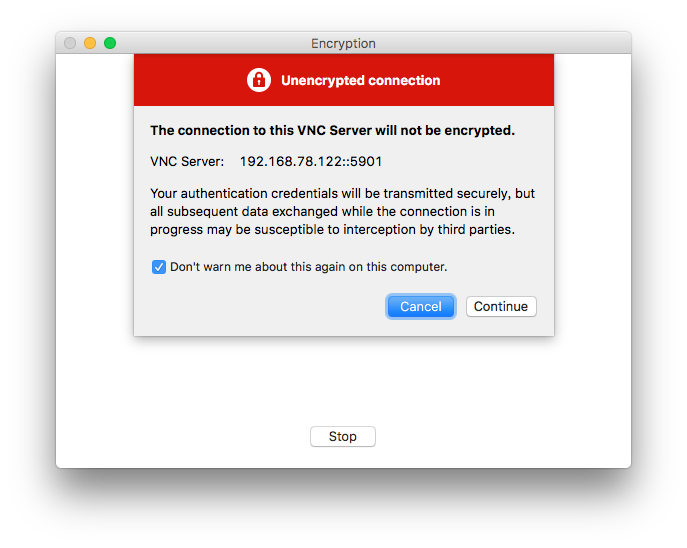 Encryption
Unencrypted connection
The connection to this VNC Server will not be encrypted.
VNC Server: 192.168.78.122::5901
Your authentication credentials will be transmitted securely, but
all subsequent data exchanged while the connection is in
progress may be susceptible to interception by third parties.
Don't warn me about this again on this computer.
Cancel Continue
Stop